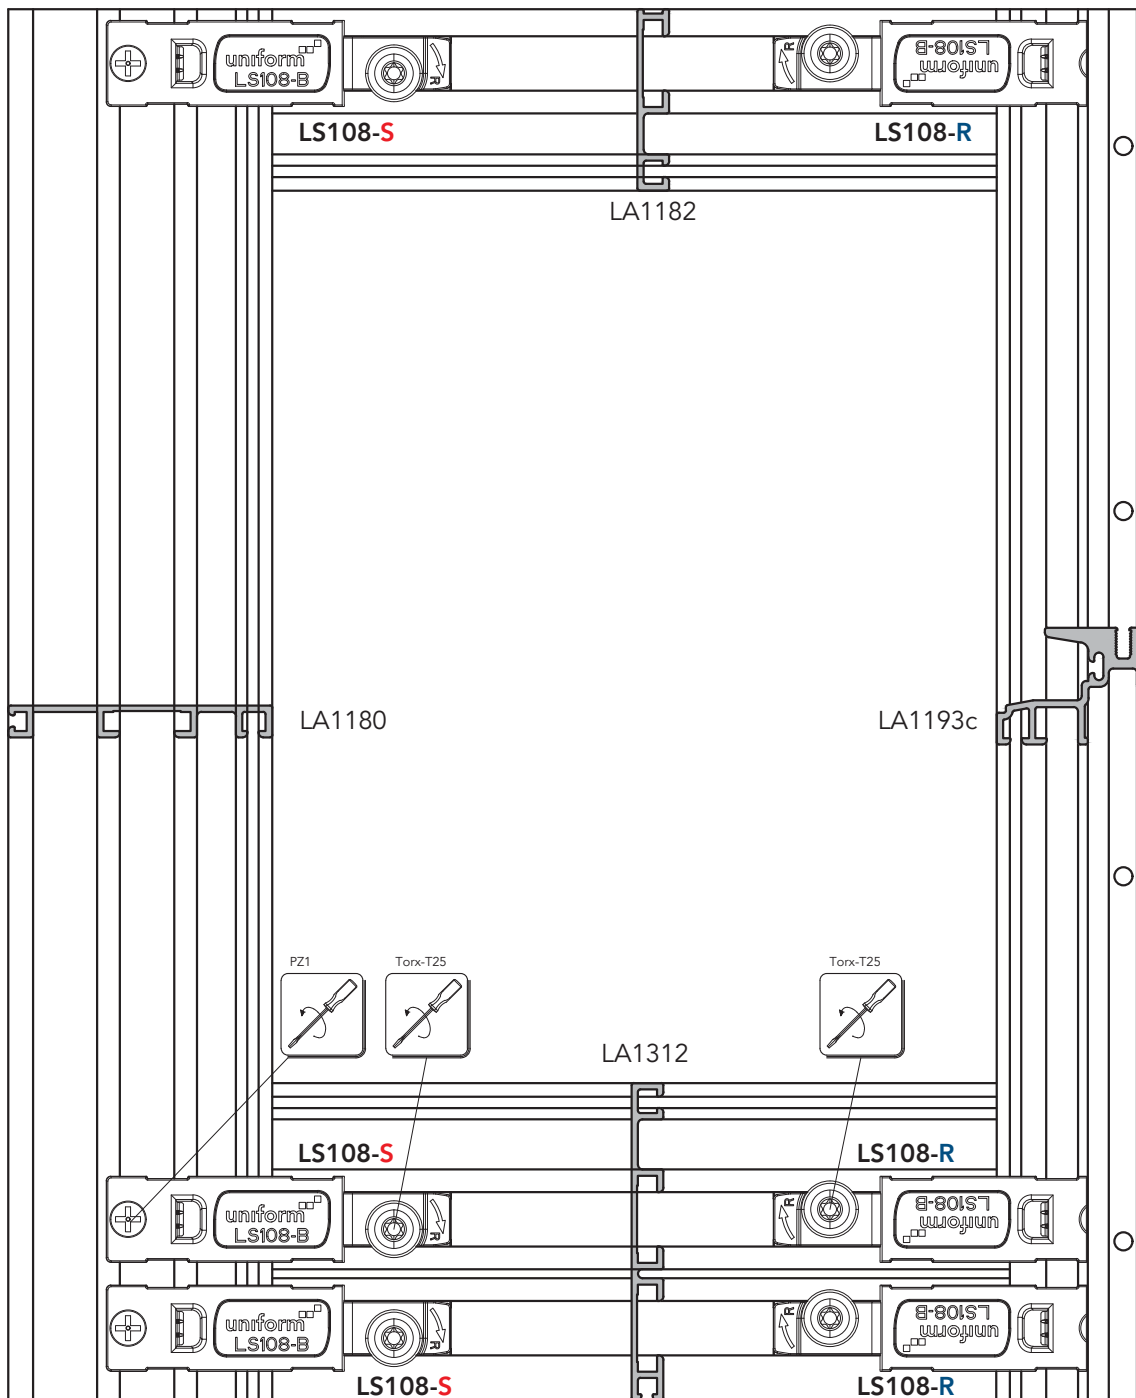 uniform
LS108-B
R
R
uniform
LS108-B
LS108-S
LS108-R
LA1182
LA1180
LA1193c
PZ1
Torx-T25
Torx-T25
LA1312
LS108-S
LS108-R
uniform
LS108-B
R
R
uniform
LS108-B
uniform
LS108-B
R
R
uniform
LS108-B
LS108-S
LS108-R